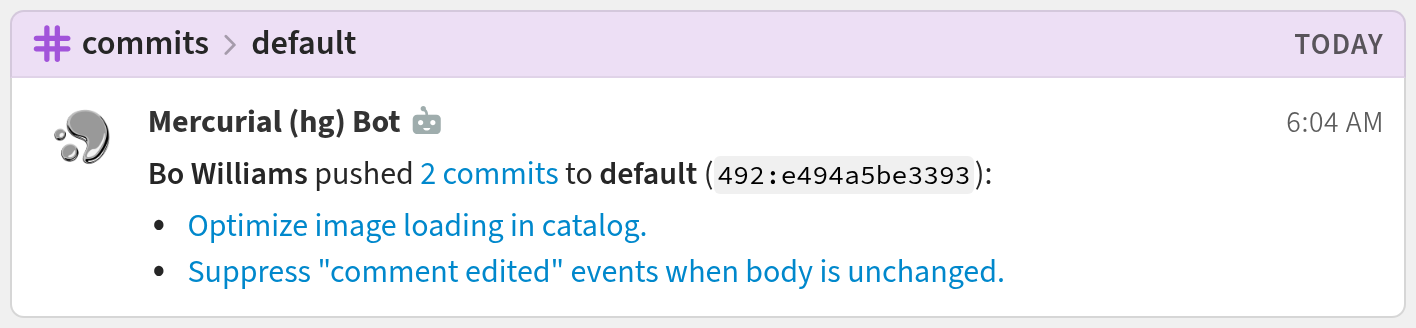 commits > default TODAY
Mercurial (hg) Bot 6:04 AM
Bo Williams pushed 2 commits to default (492:e494a5be3393):
• Optimize image loading in catalog.
• Suppress "comment edited" events when body is unchanged.